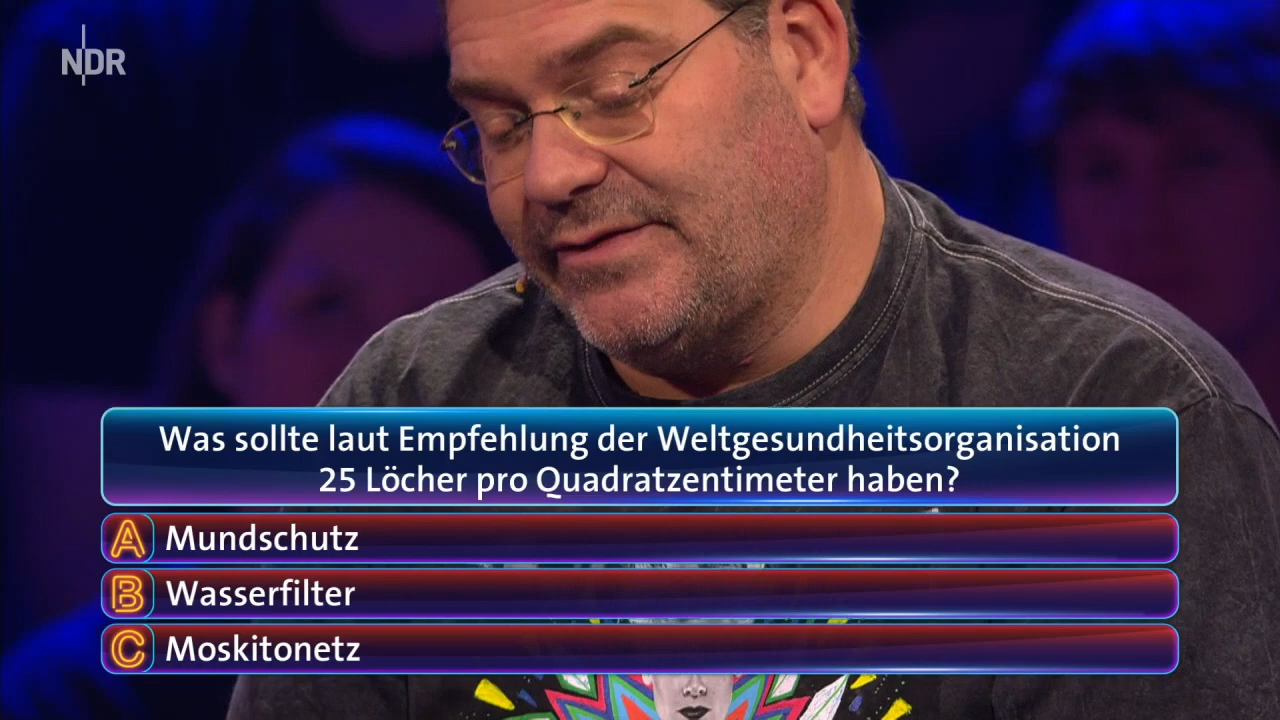 NDR
Was sollte laut Empfehlung der Weltgesundheitsorganisation
25 Löcher pro Quadratzentimeter haben?
A Mundschutz
B Wasserfilter
C Moskitonetz